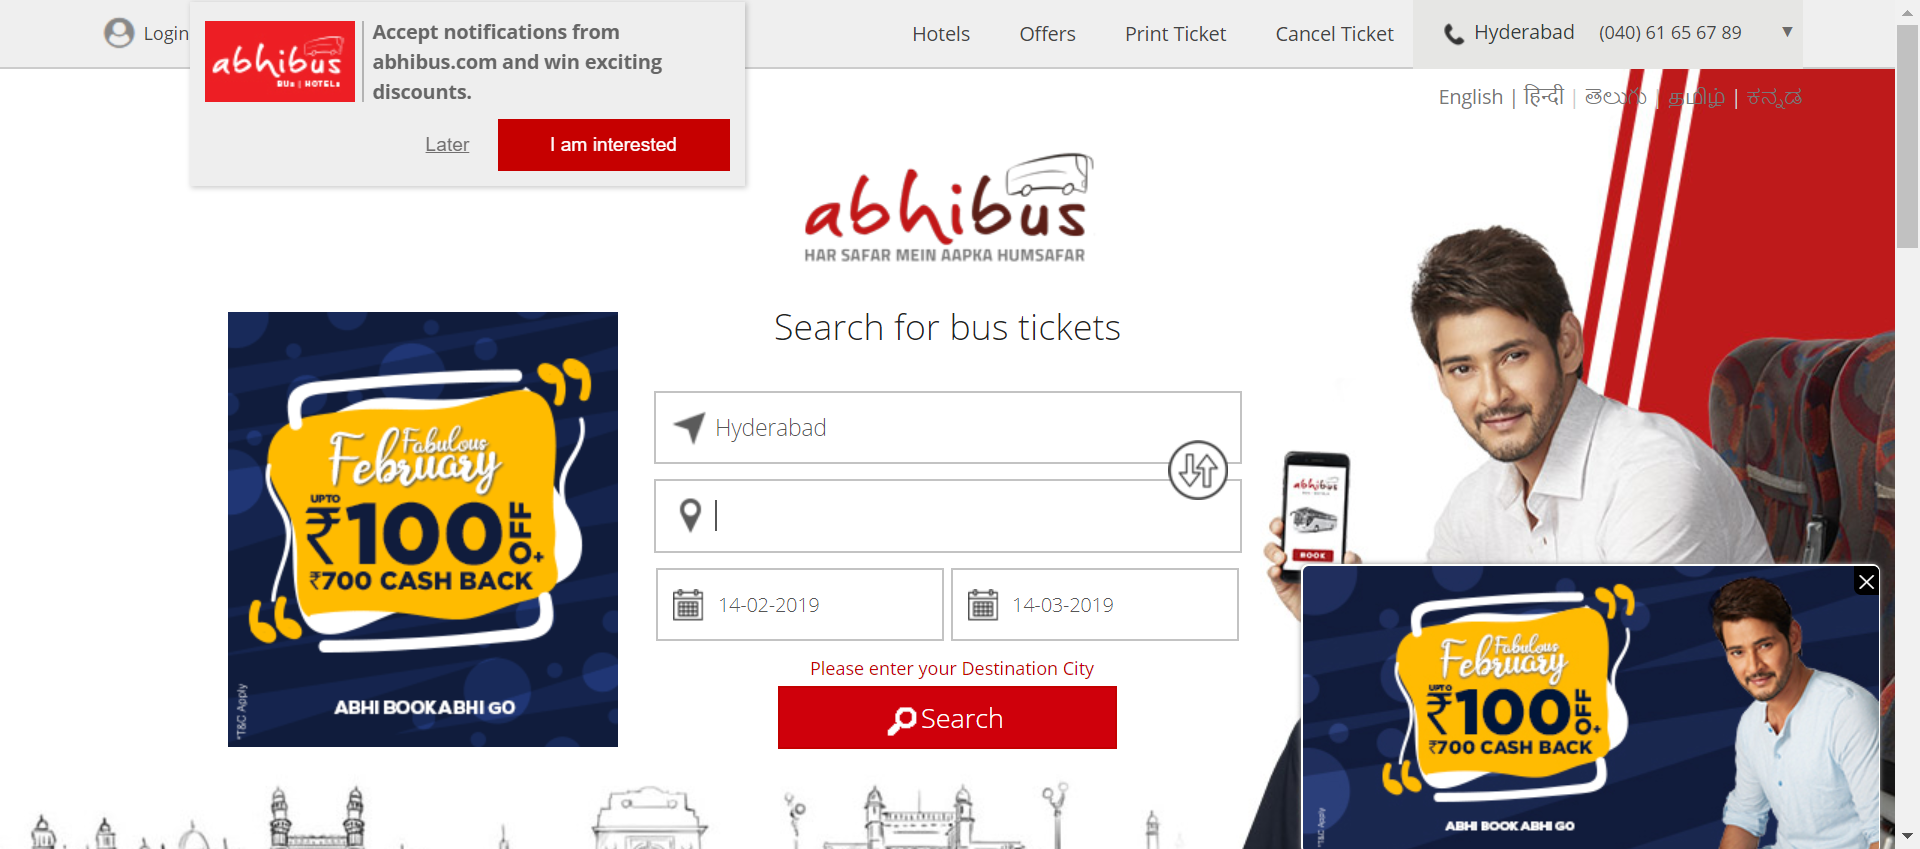 Login
abhibus
BUs | HOTELs
Accept notifications from
abhibus.com and win exciting
discounts.
Later
I am interested
Hotels
Offers
Print Ticket
Cancel Ticket
Hyderabad
(040) 61 65 67 89
English | हिन्दी | తెలుగు | தமிழ் | ಕನ್ನಡ
abhibus
HAR SAFAR MEIN AAPKA HUMSAFAR
Search for bus tickets
Fabulous
February
UPTO
₹100 OFF+
₹700 CASH BACK
ABHI BOOK ABHI GO
*T&C Apply
Hyderabad
14-02-2019
14-03-2019
Please enter your Destination City
Search
abhibus
BOOK
Fabulous
February
UPTO
₹100 OFF+
₹700 CASH BACK
ABHI BOOK ABHI GO
*T&C Apply